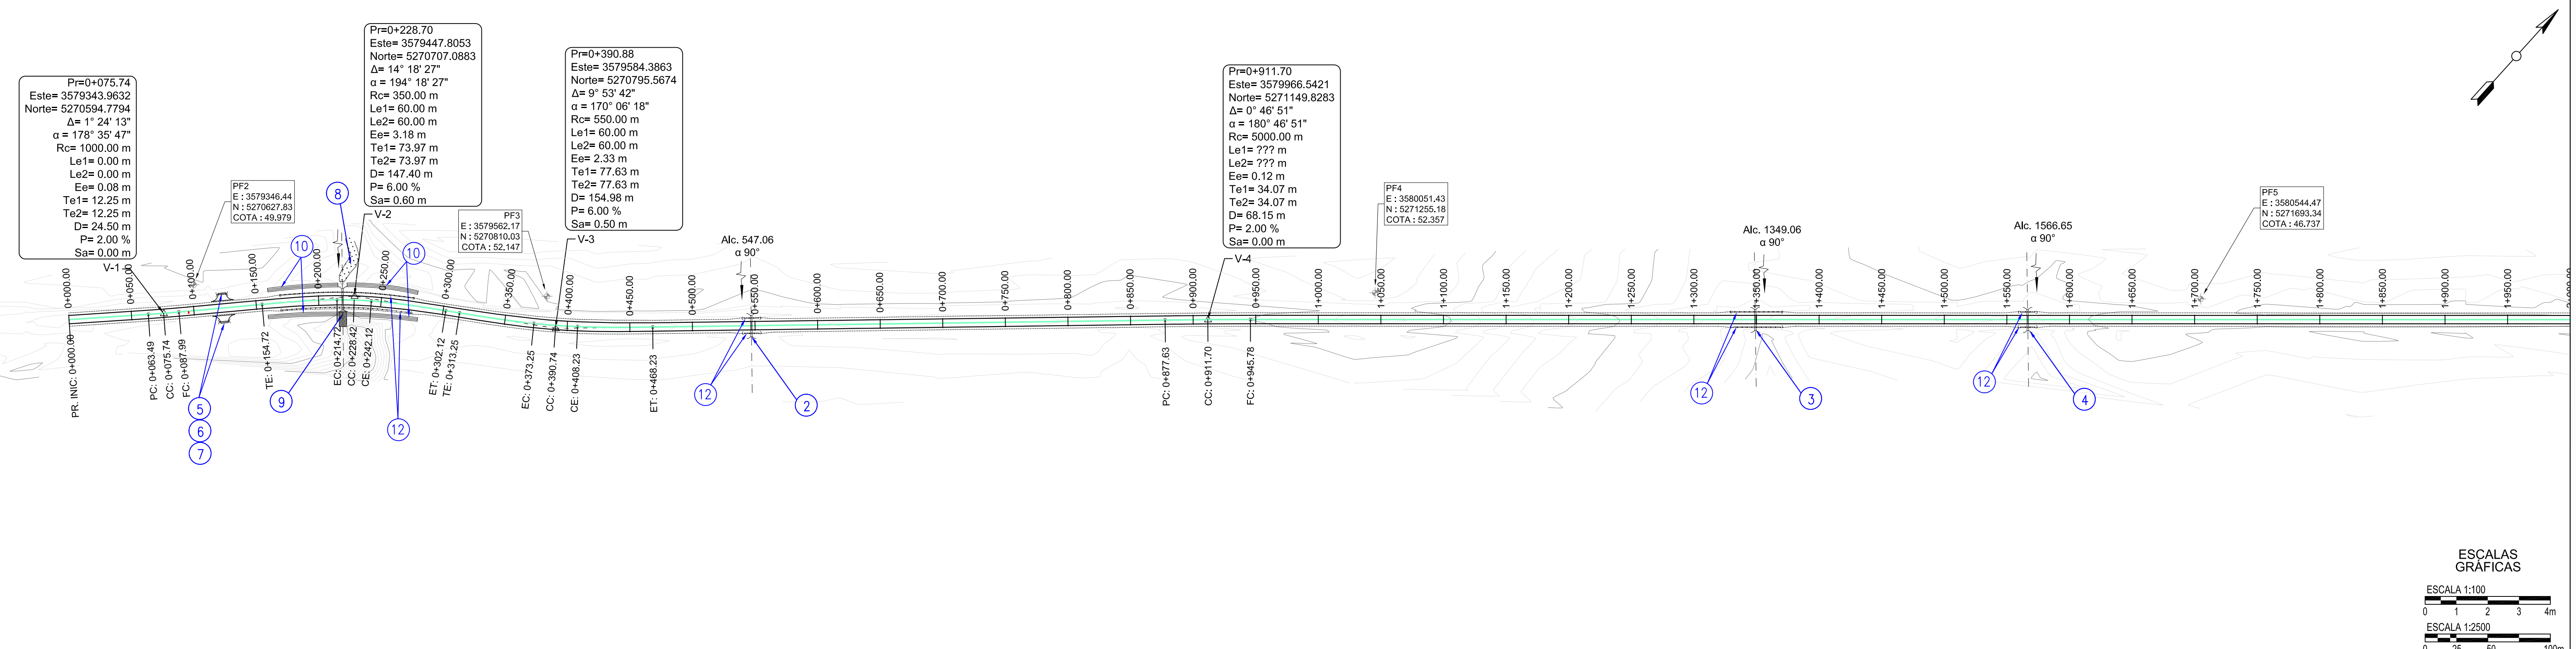 Pr=0+075.74
Este= 3579343.9632
Norte= 5270594.7794
Δ= 1° 24' 13"
α = 178° 35' 47"
Rc= 1000.00 m
Le1= 0.00 m
Le2= 0.00 m
Ee= 0.08 m
Te1= 12.25 m
Te2= 12.25 m
D= 24.50 m
P= 2.00 %
Sa= 0.00 m
V-1
Pr=0+228.70
Este= 3579447.8053
Norte= 5270707.0883
Δ= 14° 18' 27"
α = 194° 18' 27"
Rc= 350.00 m
Le1= 60.00 m
Le2= 60.00 m
Ee= 3.18 m
Te1= 73.97 m
Te2= 73.97 m
D= 147.40 m
P= 6.00 %
Sa= 0.60 m
V-2
Pr=0+390.88
Este= 3579584.3863
Norte= 5270795.5674
Δ= 9° 53' 42"
α = 170° 06' 18"
Rc= 550.00 m
Le1= 60.00 m
Le2= 60.00 m
Ee= 2.33 m
Te1= 77.63 m
Te2= 77.63 m
D= 154.98 m
P= 6.00 %
Sa= 0.50 m
V-3
Pr=0+911.70
Este= 3579966.5421
Norte= 5271149.8283
Δ= 0° 46' 51"
α = 180° 46' 51"
Rc= 5000.00 m
Le1= ??? m
Le2= ??? m
Ee= 0.12 m
Te1= 34.07 m
Te2= 34.07 m
D= 68.15 m
P= 2.00 %
Sa= 0.00 m
V-4
PF2
E : 3579346.44
N : 5270627.83
COTA : 49.979
PF3
E : 3579562.17
N : 5270810.03
COTA : 52.147
PF4
E : 3580051.43
N : 5271255.18
COTA : 52.357
PF5
E : 3580544.47
N : 5271693.34
COTA : 46.737
Alc. 547.06
α 90°
Alc. 1349.06
α 90°
Alc. 1566.65
α 90°
8
10
10
0+000.00
0+050.00
0+100.00
0+150.00
0+200.00
0+250.00
0+300.00
0+350.00
0+400.00
0+450.00
0+500.00
0+550.00
0+600.00
0+650.00
0+700.00
0+750.00
0+800.00
0+850.00
0+900.00
0+950.00
1+000.00
1+050.00
1+100.00
1+150.00
1+200.00
1+250.00
1+300.00
1+350.00
1+400.00
1+450.00
1+500.00
1+550.00
1+600.00
1+650.00
1+700.00
1+750.00
1+800.00
1+850.00
1+900.00
1+950.00
PR. INIC: 0+000.00
PC: 0+063.49
CC: 0+075.74
FC: 0+087.99
TE: 0+154.72
EC: 0+214.72
CC: 0+228.42
CE: 0+242.12
ET: 0+302.12
TE: 0+313.25
EC: 0+373.25
CC: 0+390.74
CE: 0+408.23
ET: 0+468.23
PC: 0+877.63
CC: 0+911.70
FC: 0+945.78
5
6
7
9
12
12
2
12
3
12
4
ESCALAS
GRÁFICAS
ESCALA 1:100
0 1 2 3 4m
ESCALA 1:2500
0 25 50 100m